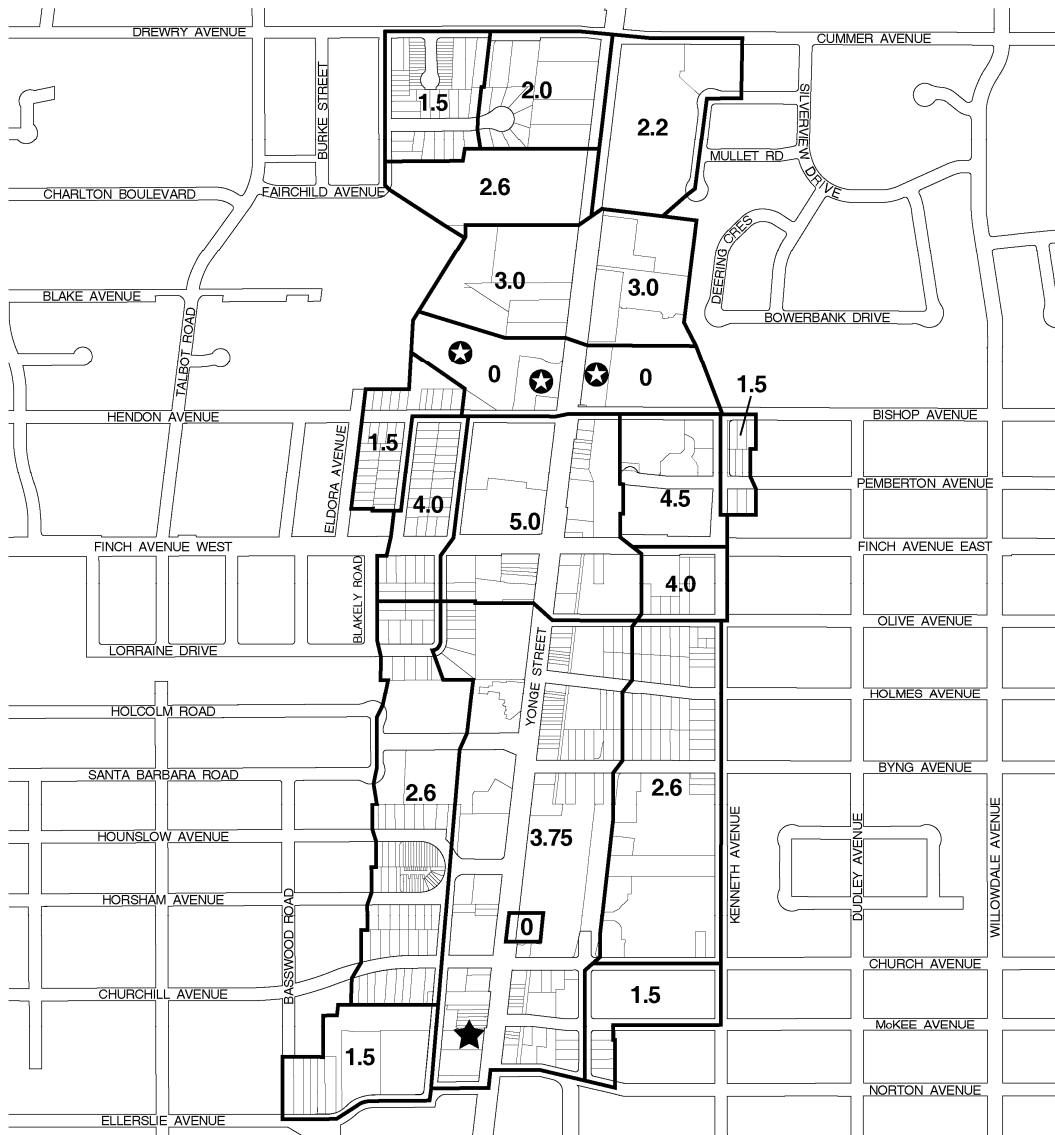 DREWRY AVENUE
CUMMER AVENUE
BURKE STREET
1.5
2.0
2.2
SILVERVIEW DRIVE
MULLET RD
2.6
CHARLTON BOULEVARD
FAIRCHILD AVENUE
DEERING CRES
3.0
3.0
BLAKE AVENUE
BOWERBANK DRIVE
TALBOT ROAD
0
0
1.5
HENDON AVENUE
BISHOP AVENUE
ELDORA AVENUE
1.5
4.0
5.0
4.5
PEMBERTON AVENUE
FINCH AVENUE WEST
FINCH AVENUE EAST
BLAKELY ROAD
4.0
OLIVE AVENUE
LORRAINE DRIVE
YONGE STREET
HOLMES AVENUE
HOLCOLM ROAD
SANTA BARBARA ROAD
BYNG AVENUE
2.6
2.6
HOUNSLOW AVENUE
3.75
KENNETH AVENUE
DUDLEY AVENUE
WILLOWDALE AVENUE
HORSHAM AVENUE
BASSWOOD ROAD
0
CHURCH AVENUE
CHURCHILL AVENUE
1.5
McKEE AVENUE
1.5
NORTON AVENUE
ELLERSLIE AVENUE